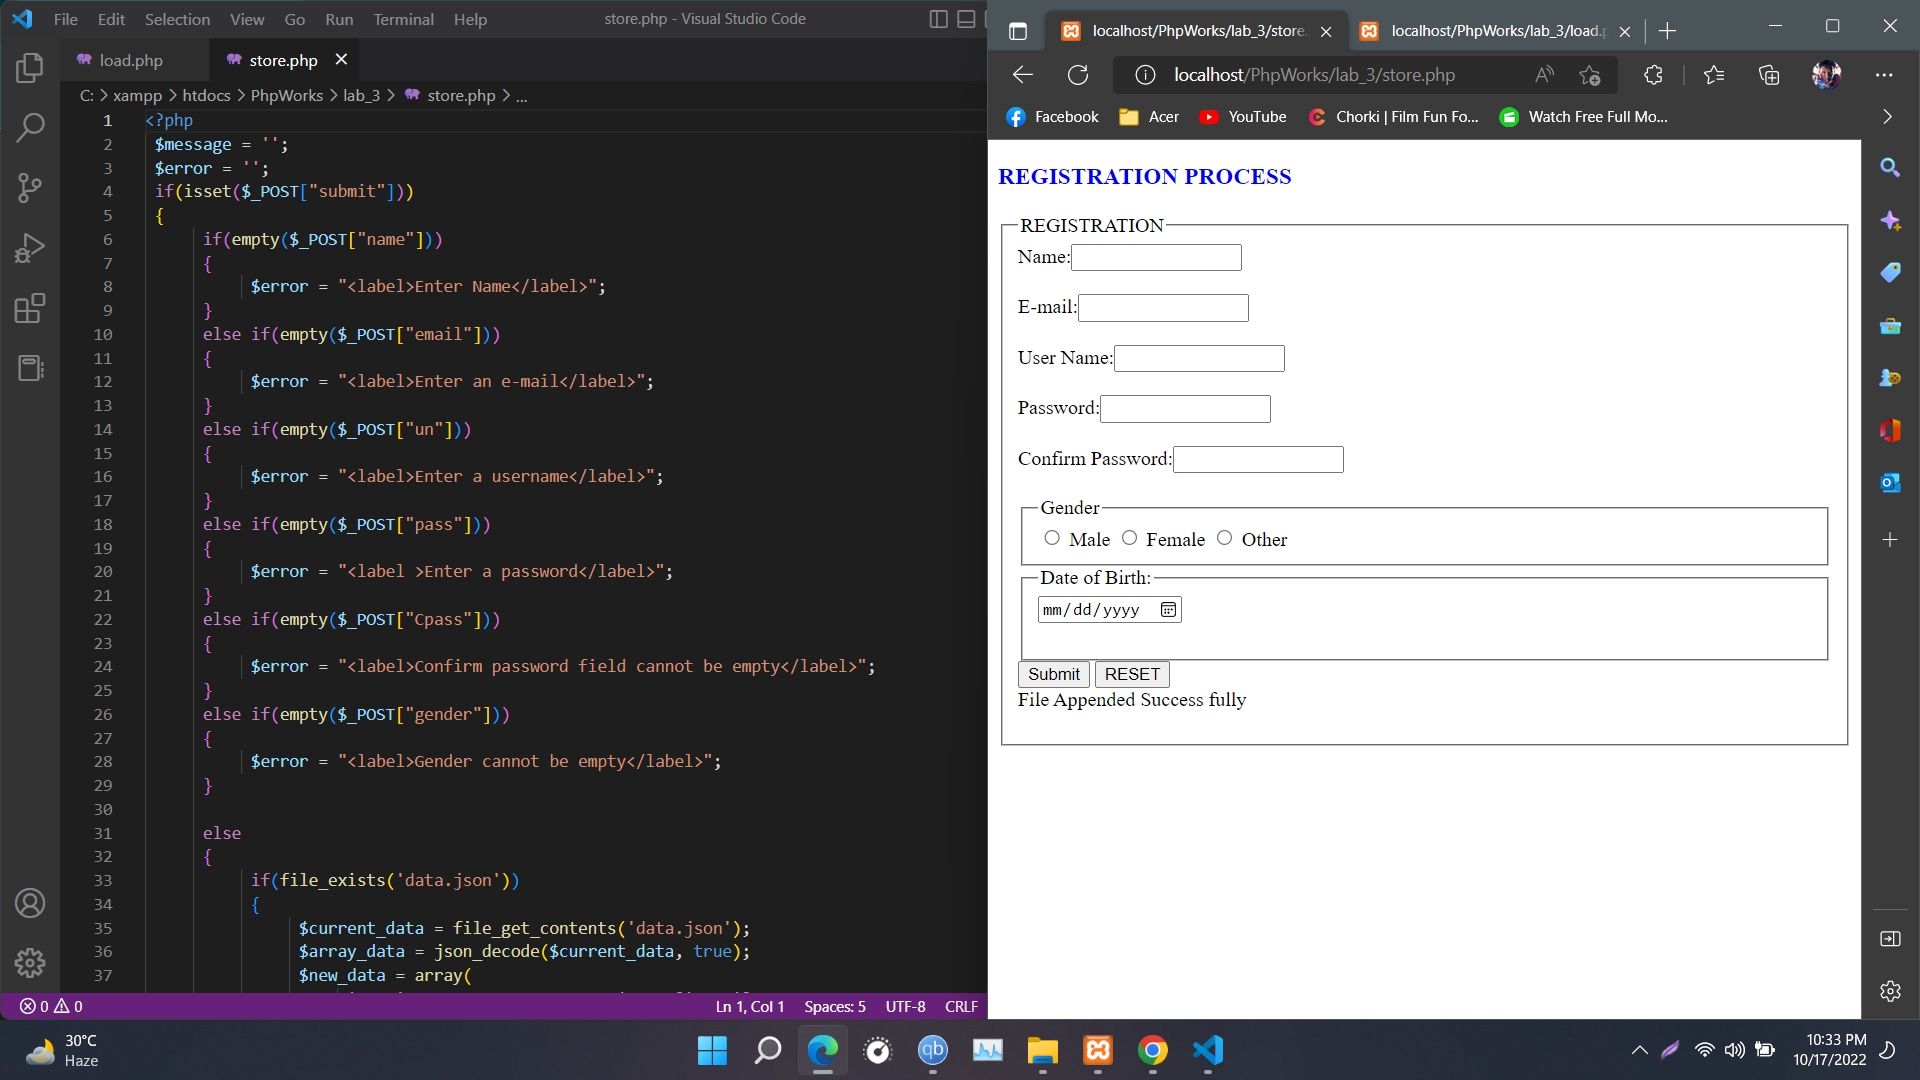 File Edit Selection View Go Run Terminal Help
store.php - Visual Studio Code
load.php
store.php
C: > xampp > htdocs > PhpWorks > lab_3 > store.php > ...
1 <?php
2 $message = '';
3 $error = '';
4 if(isset($_POST["submit"]))
5 {
6 if(empty($_POST["name"]))
7 {
8 $error = "<label>Enter Name</label>";
9 }
10 else if(empty($_POST["email"]))
11 {
12 $error = "<label>Enter an e-mail</label>";
13 }
14 else if(empty($_POST["un"]))
15 {
16 $error = "<label>Enter a username</label>";
17 }
18 else if(empty($_POST["pass"]))
19 {
20 $error = "<label >Enter a password</label>";
21 }
22 else if(empty($_POST["Cpass"]))
23 {
24 $error = "<label>Confirm password field cannot be empty</label>";
25 }
26 else if(empty($_POST["gender"]))
27 {
28 $error = "<label>Gender cannot be empty</label>";
29 }
30
31 else
32 {
33 if(file_exists('data.json'))
34 {
35 $current_data = file_get_contents('data.json');
36 $array_data = json_decode($current_data, true);
37 $new_data = array(
0 0
Ln 1, Col 1 Spaces: 5 UTF-8 CRLF
localhost/PhpWorks/lab_3/store.
localhost/PhpWorks/lab_3/load.p
localhost/PhpWorks/lab_3/store.php
Facebook Acer YouTube Chorki | Film Fun Fo... Watch Free Full Mo...
REGISTRATION PROCESS
REGISTRATION
Name:
E-mail:
User Name:
Password:
Confirm Password:
Gender
Male Female Other
Date of Birth:
mm/dd/yyyy
Submit RESET
File Appended Success fully
30°C
Haze
qb
10:33 PM
10/17/2022